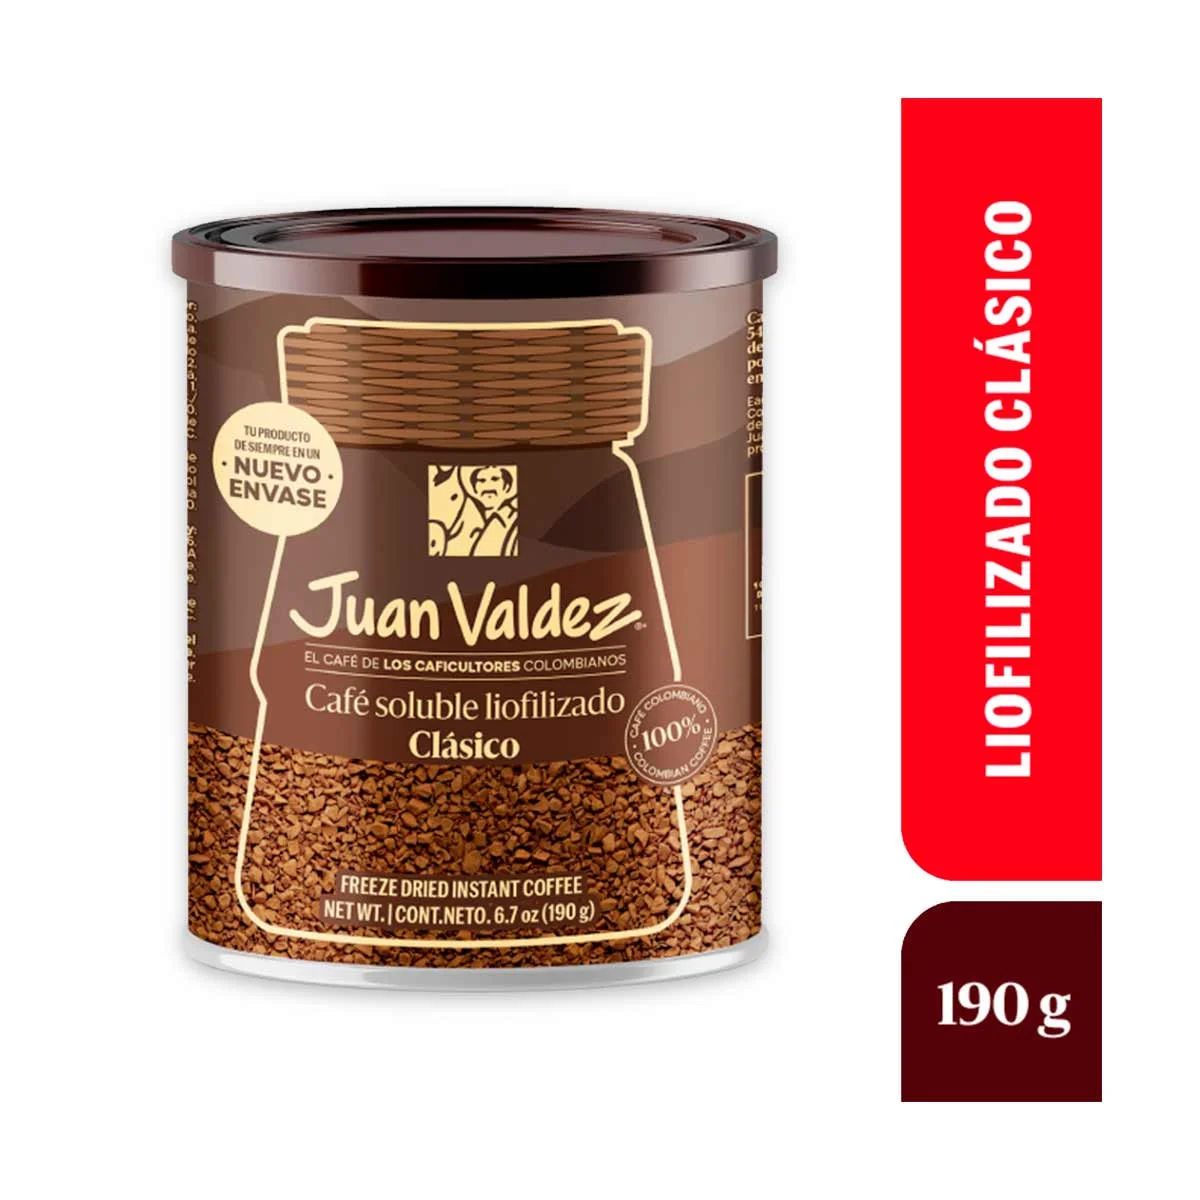 TU PRODUCTO
DE SIEMPRE EN UN
· NUEVO ·
ENVASE
Juan Valdez®
EL CAFÉ DE LOS CAFICULTORES COLOMBIANOS
Café soluble liofilizado
Clásico
CAFÉ COLOMBIANO
100%
COLOMBIAN COFFEE
FREEZE DRIED INSTANT COFFEE
NET WT. | CONT.NETO. 6.7 oz (190 g)
LIOFILIZADO CLÁSICO
190 g